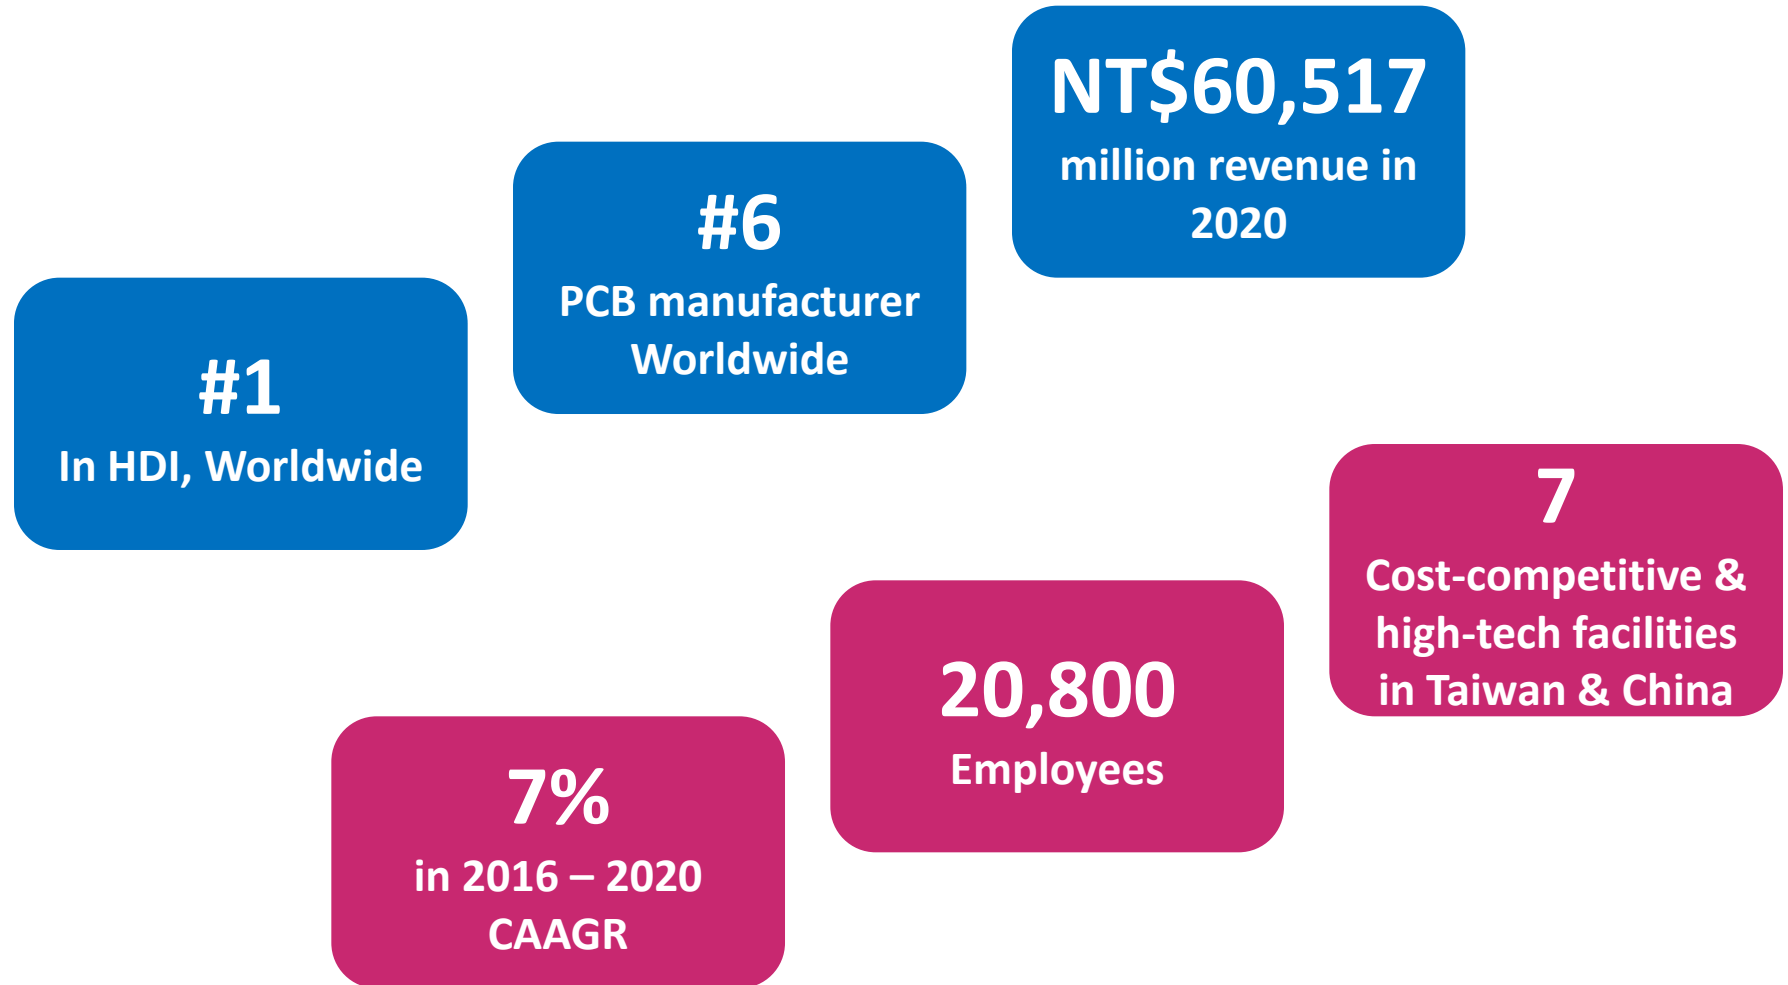 #1
In HDI, Worldwide
#6
PCB manufacturer
Worldwide
NT$60,517
million revenue in
2020
7%
in 2016 – 2020
CAAGR
20,800
Employees
7
Cost-competitive &
high-tech facilities
in Taiwan & China